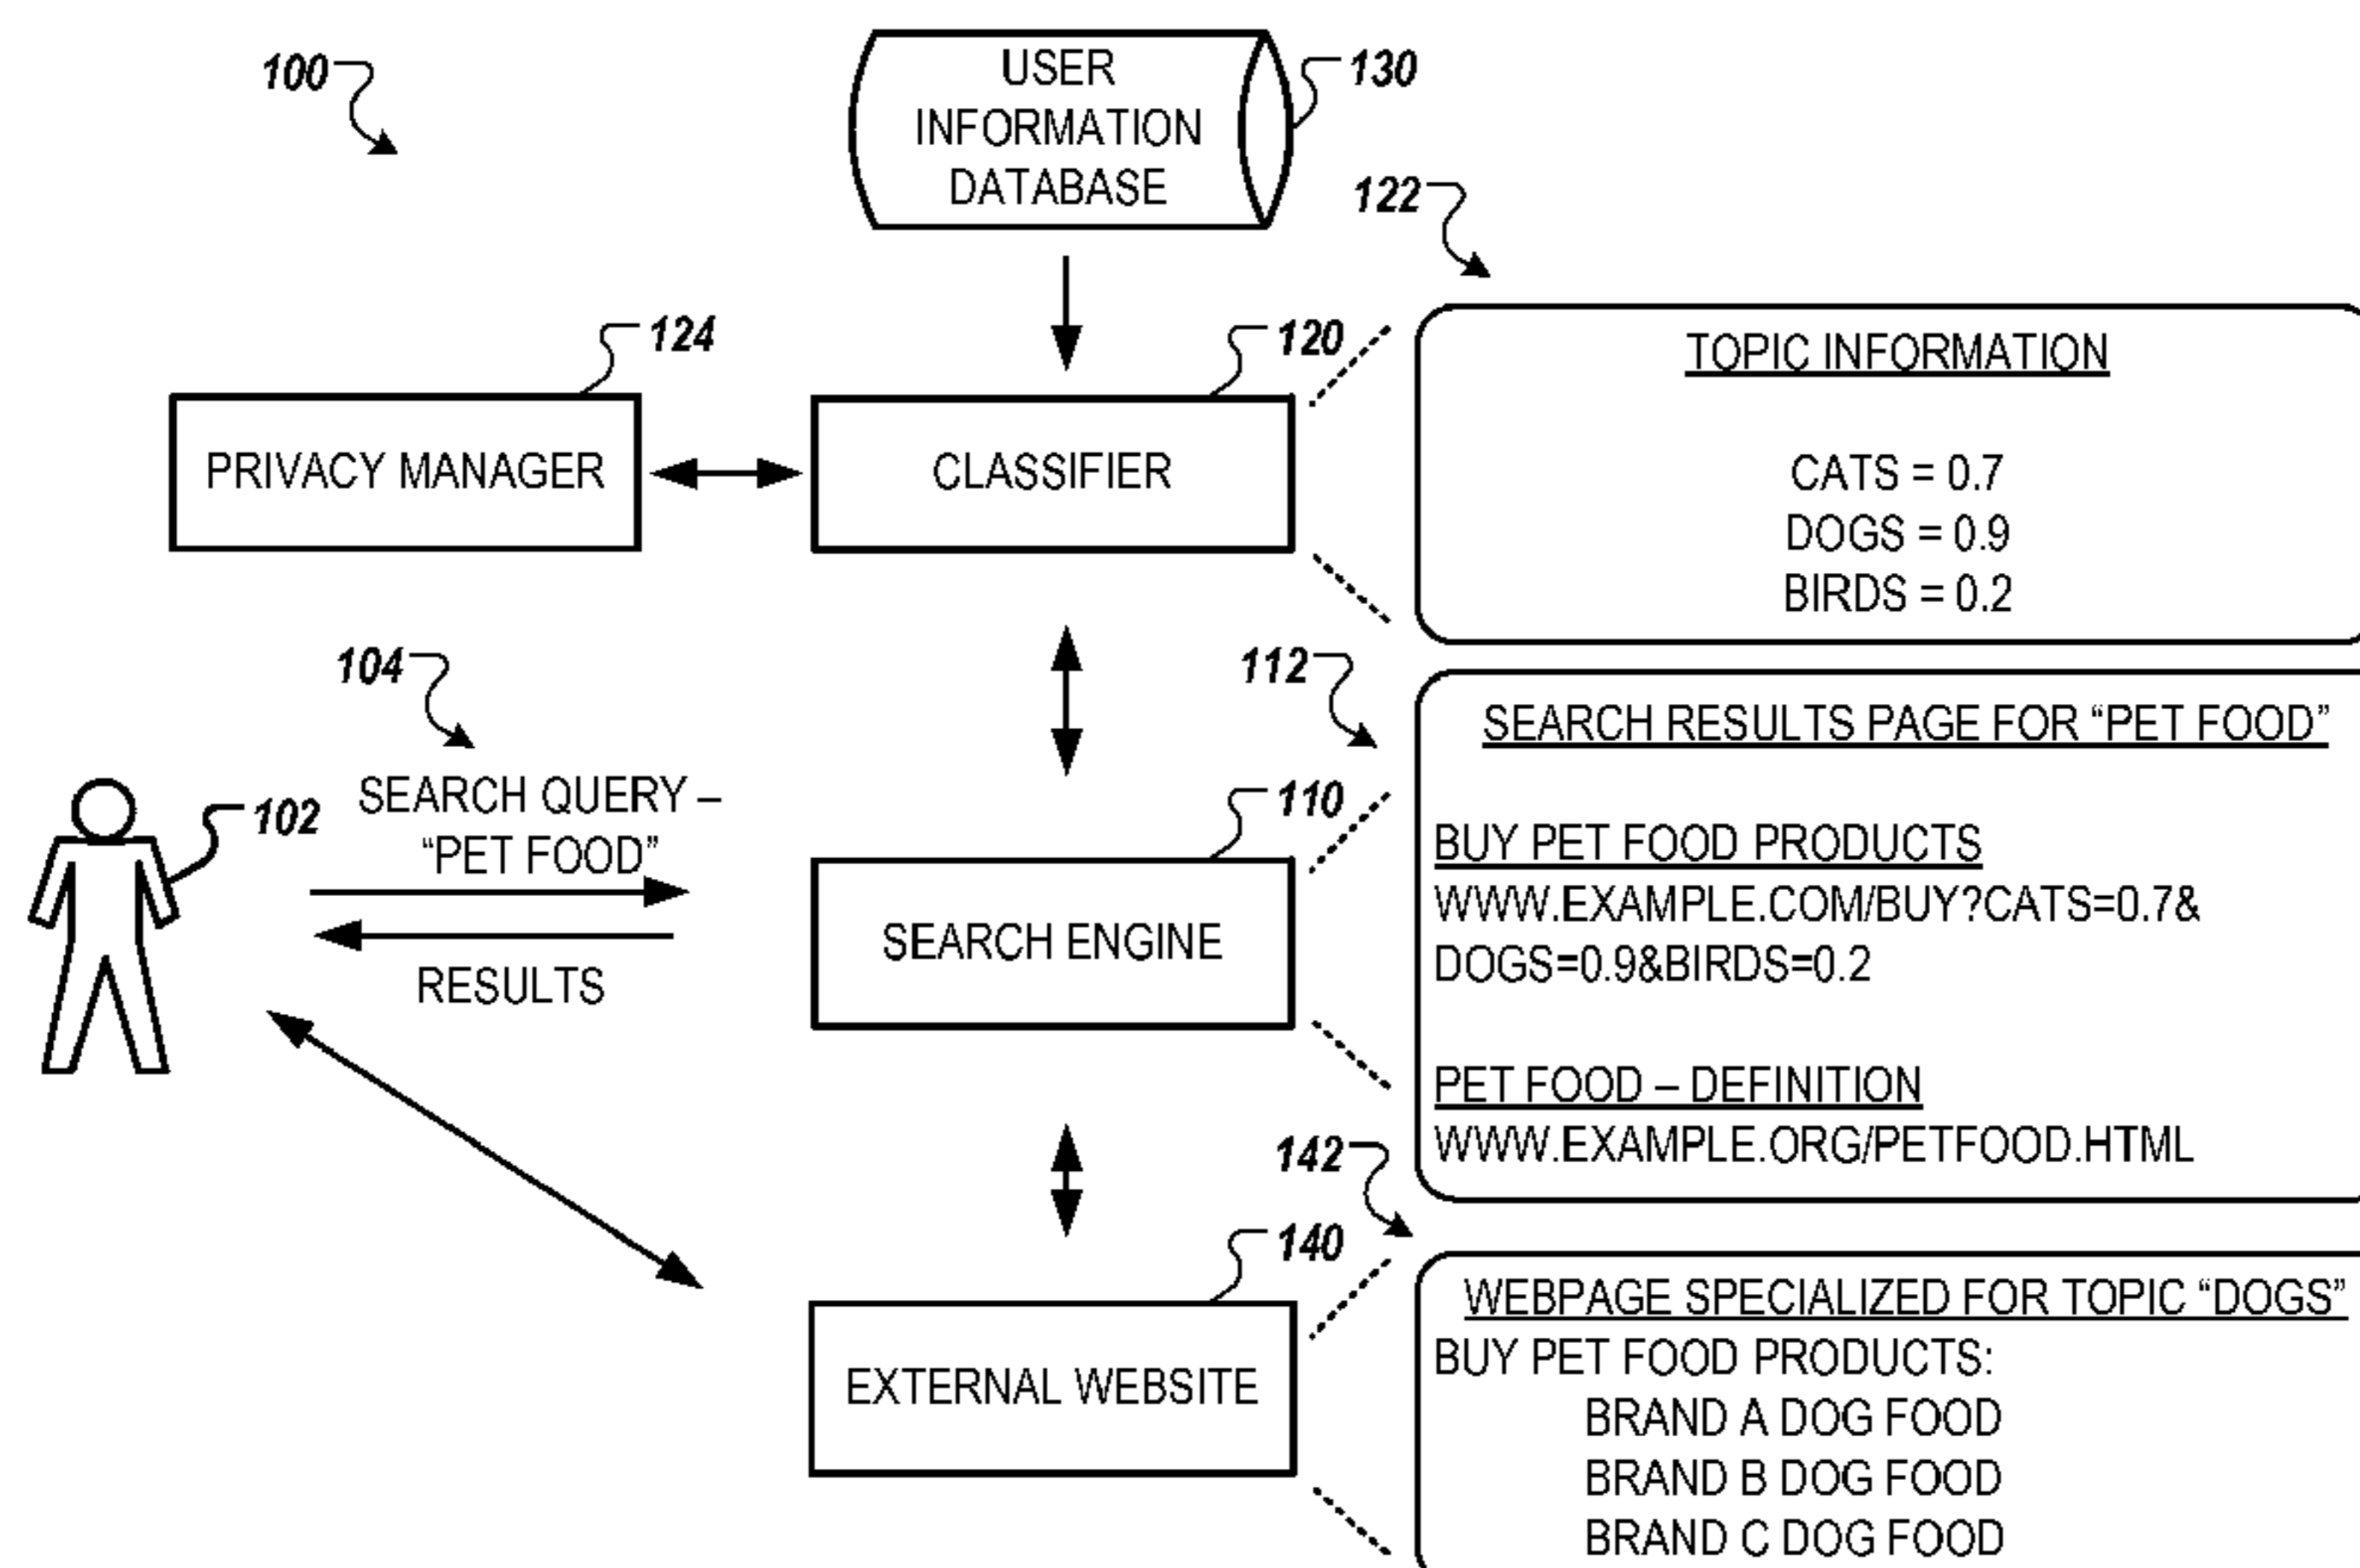 100
USER
INFORMATION
DATABASE
130
122
124
PRIVACY MANAGER
120
CLASSIFIER
TOPIC INFORMATION
CATS = 0.7
DOGS = 0.9
BIRDS = 0.2
104
SEARCH QUERY –
“PET FOOD”
RESULTS
102
110
SEARCH ENGINE
112
SEARCH RESULTS PAGE FOR “PET FOOD”
BUY PET FOOD PRODUCTS
WWW.EXAMPLE.COM/BUY?CATS=0.7&
DOGS=0.9&BIRDS=0.2
PET FOOD – DEFINITION
WWW.EXAMPLE.ORG/PETFOOD.HTML
142
140
EXTERNAL WEBSITE
WEBPAGE SPECIALIZED FOR TOPIC “DOGS”
BUY PET FOOD PRODUCTS:
BRAND A DOG FOOD
BRAND B DOG FOOD
BRAND C DOG FOOD